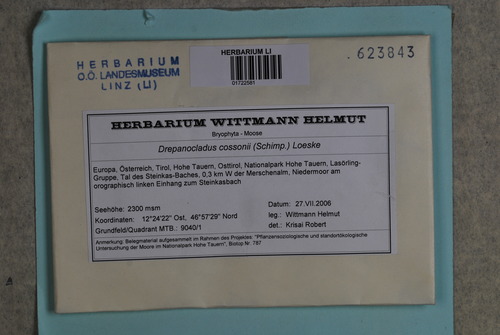 HERBARIUM
O.Ö. LANDESMUSEUM
LINZ (LI)
HERBARIUM LI
01722581
.623843
HERBARIUM WITTMANN HELMUT
Bryophyta - Moose
Drepanocladus cossonii (Schimp.) Loeske
Europa, Österreich, Tirol, Hohe Tauern, Osttirol, Nationalpark Hohe Tauern, Lasörling-
Gruppe, Tal des Steinkas-Baches, 0,3 km W der Merschenalm, Niedermoor am
orographisch linken Einhang zum Steinkasbach
Seehöhe: 2300 msm
Datum: 27.VII.2006
Koordinaten: 12°24'22" Ost, 46°57'29" Nord
leg.: Wittmann Helmut
Grundfeld/Quadrant MTB.: 9040/1
det.: Krisai Robert
Anmerkung: Belegmaterial aufgesammelt im Rahmen des Projektes: "Pflanzensoziologische und standortökologische
Untersuchung der Moore im Nationalpark Hohe Tauern", Biotop Nr. 787